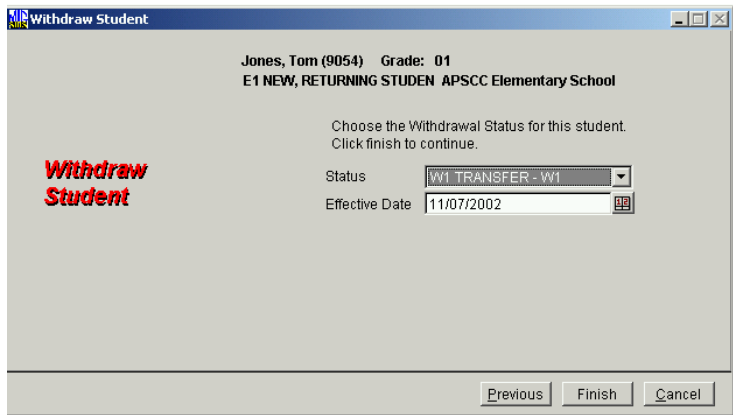 Withdraw Student
Jones, Tom (9054) Grade: 01
E1 NEW, RETURNING STUDEN APSCC Elementary School
Choose the Withdrawal Status for this student.
Click finish to continue.
Withdraw
Student
Status W1 TRANSFER - W1
Effective Date 11/07/2002
Previous Finish Cancel